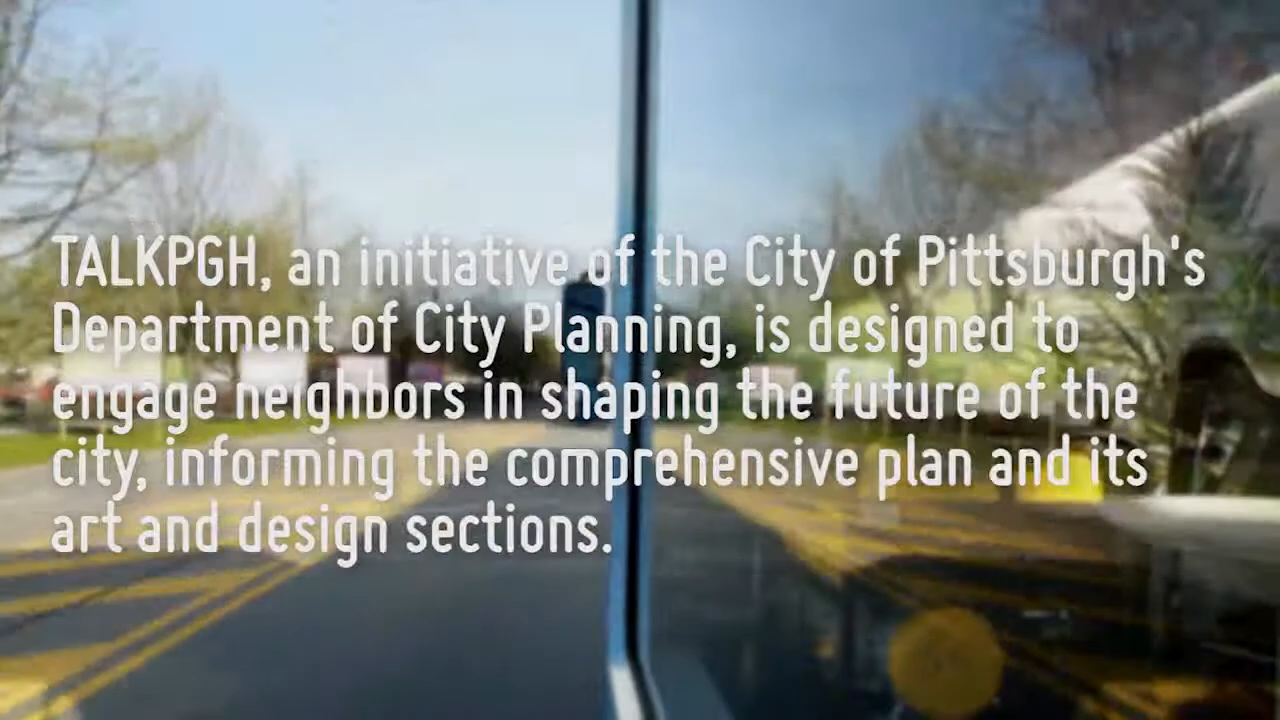 TALKPGH, an initiative of the City of Pittsburgh's
Department of City Planning, is designed to
engage neighbors in shaping the future of the
city, informing the comprehensive plan and its
art and design sections.